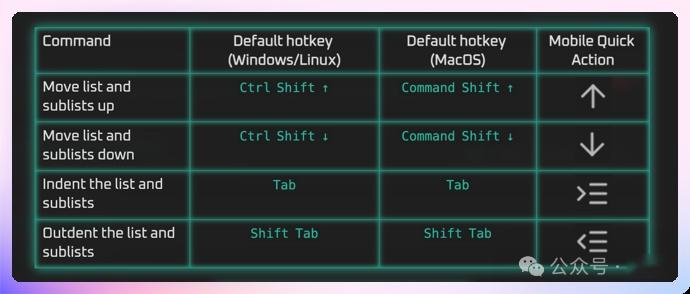 Command
Default hotkey
(Windows/Linux)
Default hotkey
(MacOS)
Mobile Quick
Action
Move list and
sublists up
Ctrl Shift ↑
Command Shift ↑
Move list and
sublists down
Ctrl Shift ↓
Command Shift ↓
Indent the list and
sublists
Tab
Tab
Outdent the list and
sublists
Shift Tab
Shift Tab
公众号 ·